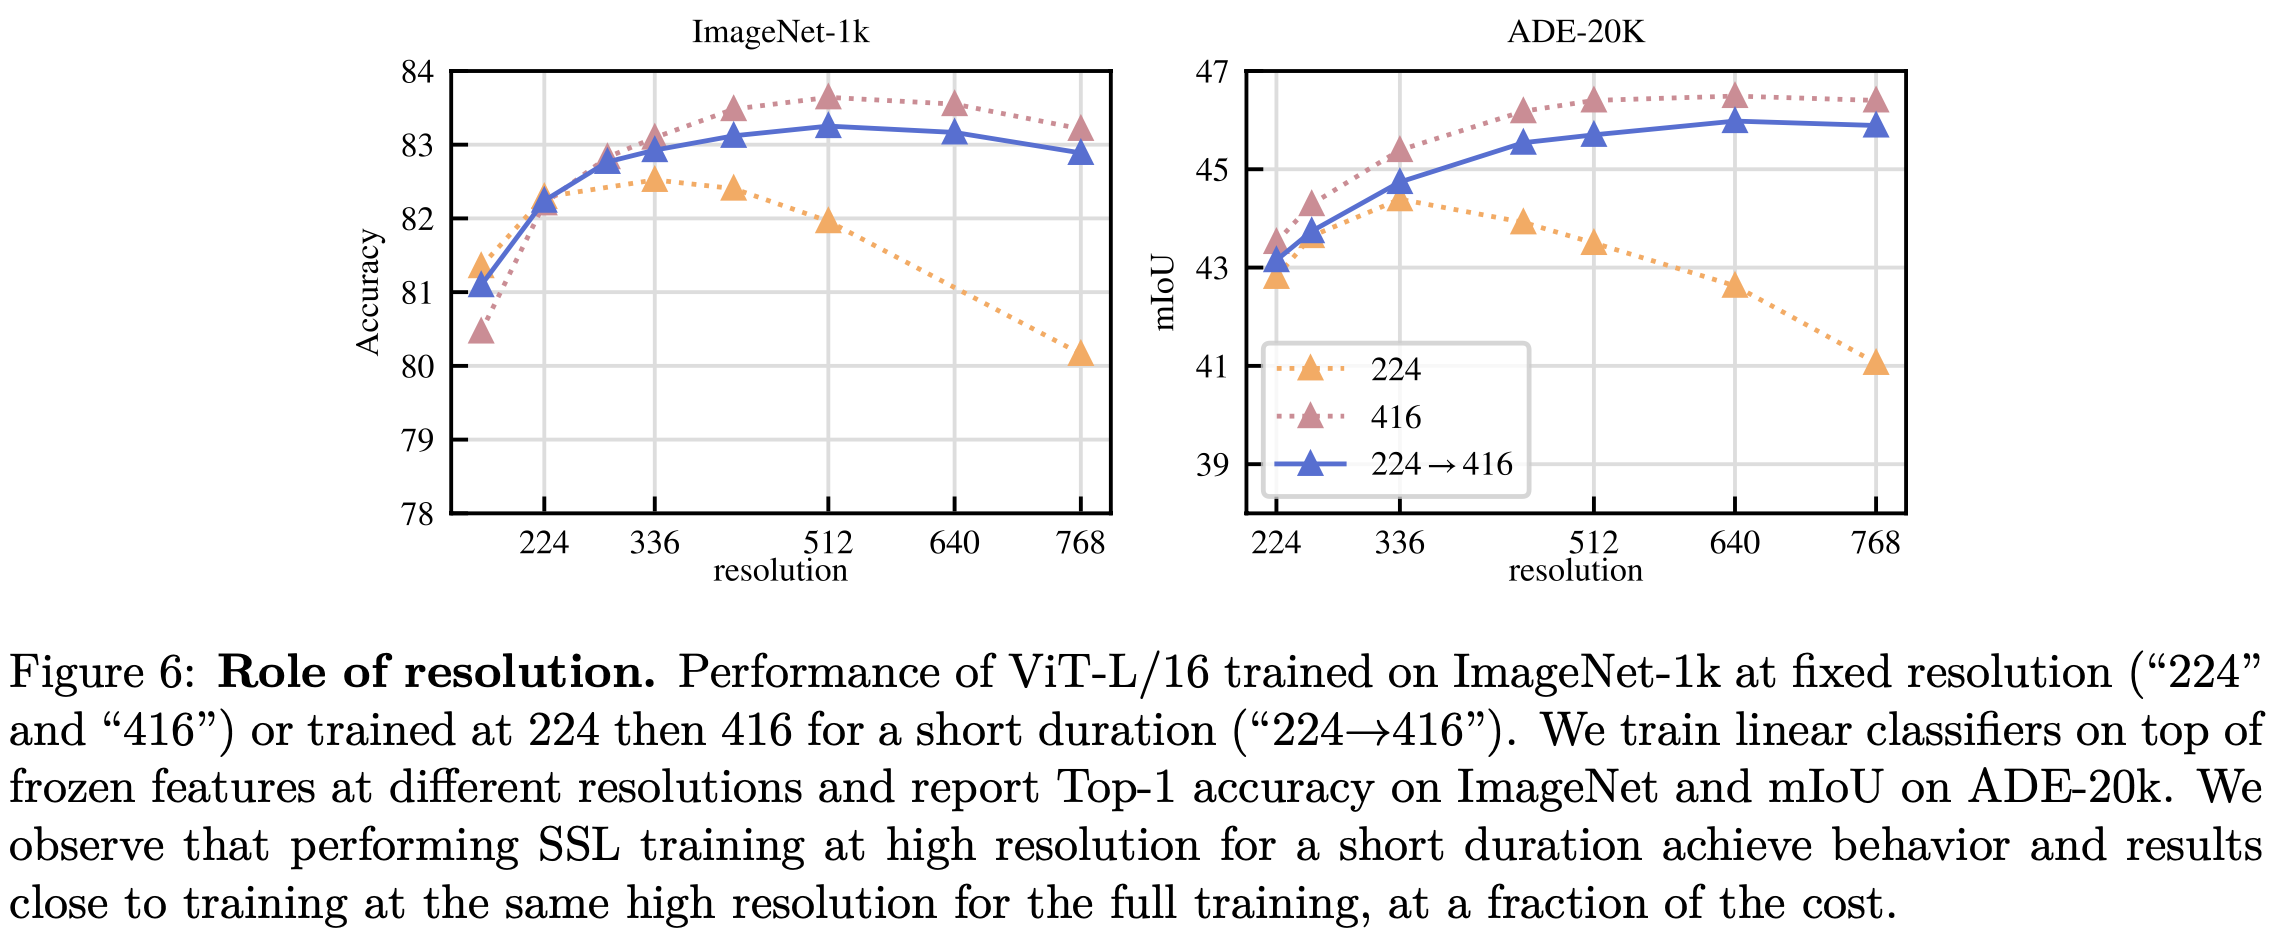 ImageNet-1k
84
83
82
81
80
79
78
Accuracy
224 336 512 640 768
resolution
ADE-20K
47
45
43
41
39
mIoU
224
416
224→416
224 336 512 640 768
resolution
Figure 6: Role of resolution. Performance of ViT-L/16 trained on ImageNet-1k at fixed resolution (“224”
and “416”) or trained at 224 then 416 for a short duration (“224→416”). We train linear classifiers on top of
frozen features at different resolutions and report Top-1 accuracy on ImageNet and mIoU on ADE-20k. We
observe that performing SSL training at high resolution for a short duration achieve behavior and results
close to training at the same high resolution for the full training, at a fraction of the cost.